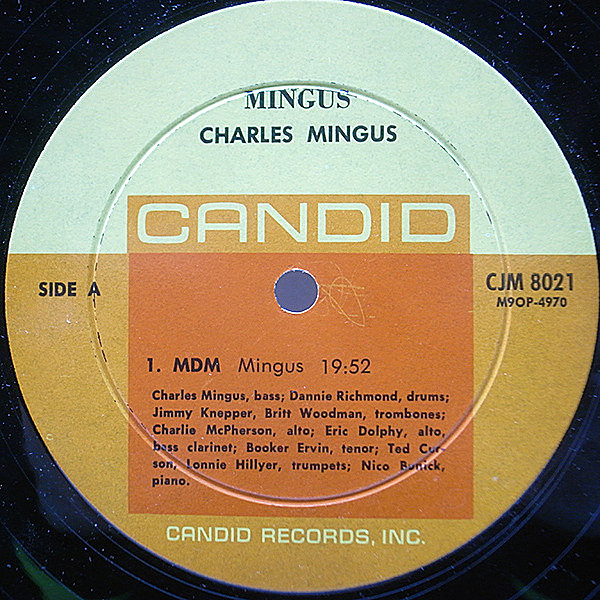 MINGUS
CHARLES MINGUS
CANDID
SIDE A
CJM 8021
M9OP-4970
1. MDM Mingus 19:52
Charles Mingus, bass; Dannie Richmond, drums;
Jimmy Knepper, Britt Woodman, trombones;
Charlie McPherson, alto; Eric Dolphy, alto,
bass clarinet; Booker Ervin, tenor; Ted Cur-
son, Lonnie Hillyer, trumpets; Nico Bunick,
piano.
CANDID RECORDS, INC.